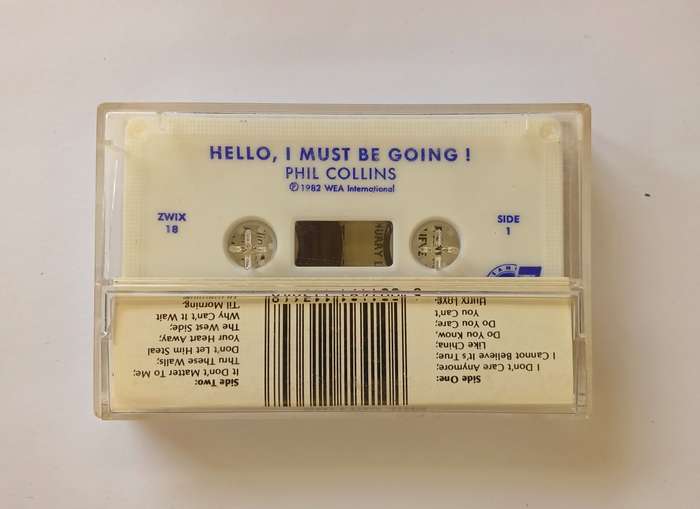 HELLO, I MUST BE GOING !
PHIL COLLINS
℗ 1982 WEA International
ZWIX
18
SIDE
1
Side One:
I Don't Care Anymore;
I Cannot Believe It's True;
Like China;
Do You Know,
Do You Care;
You Can't
Hurry Love.
Side Two:
It Don't Matter To Me;
Thru These Walls;
Don't Let Him Steal
Your Heart Away;
The West Side;
Why Can't It Wait
'Til Morning.